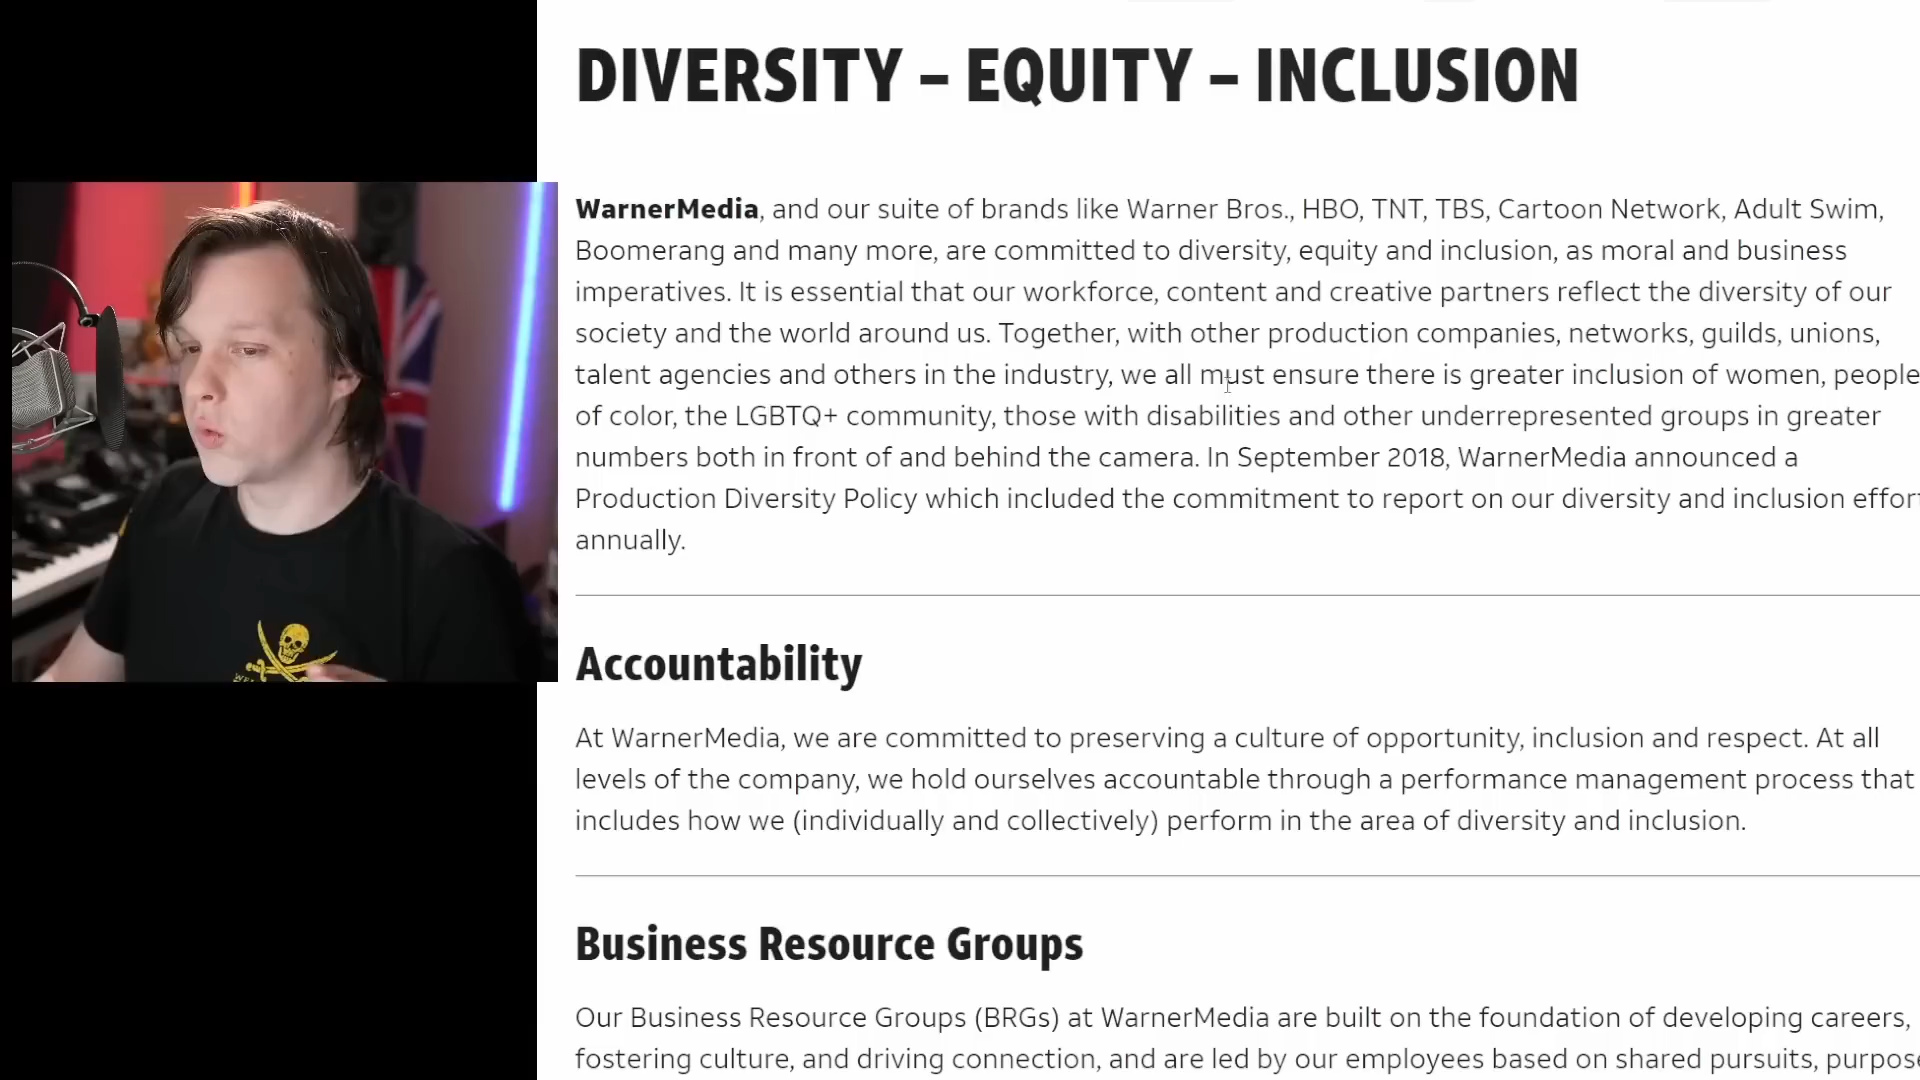 DIVERSITY – EQUITY – INCLUSION
WarnerMedia, and our suite of brands like Warner Bros., HBO, TNT, TBS, Cartoon Network, Adult Swim,
Boomerang and many more, are committed to diversity, equity and inclusion, as moral and business
imperatives. It is essential that our workforce, content and creative partners reflect the diversity of our
society and the world around us. Together, with other production companies, networks, guilds, unions,
talent agencies and others in the industry, we all must ensure there is greater inclusion of women, people
of color, the LGBTQ+ community, those with disabilities and other underrepresented groups in greater
numbers both in front of and behind the camera. In September 2018, WarnerMedia announced a
Production Diversity Policy which included the commitment to report on our diversity and inclusion effor
annually.
Accountability
At WarnerMedia, we are committed to preserving a culture of opportunity, inclusion and respect. At all
levels of the company, we hold ourselves accountable through a performance management process that
includes how we (individually and collectively) perform in the area of diversity and inclusion.
Business Resource Groups
Our Business Resource Groups (BRGs) at WarnerMedia are built on the foundation of developing careers,
fostering culture, and driving connection, and are led by our employees based on shared pursuits, purpose